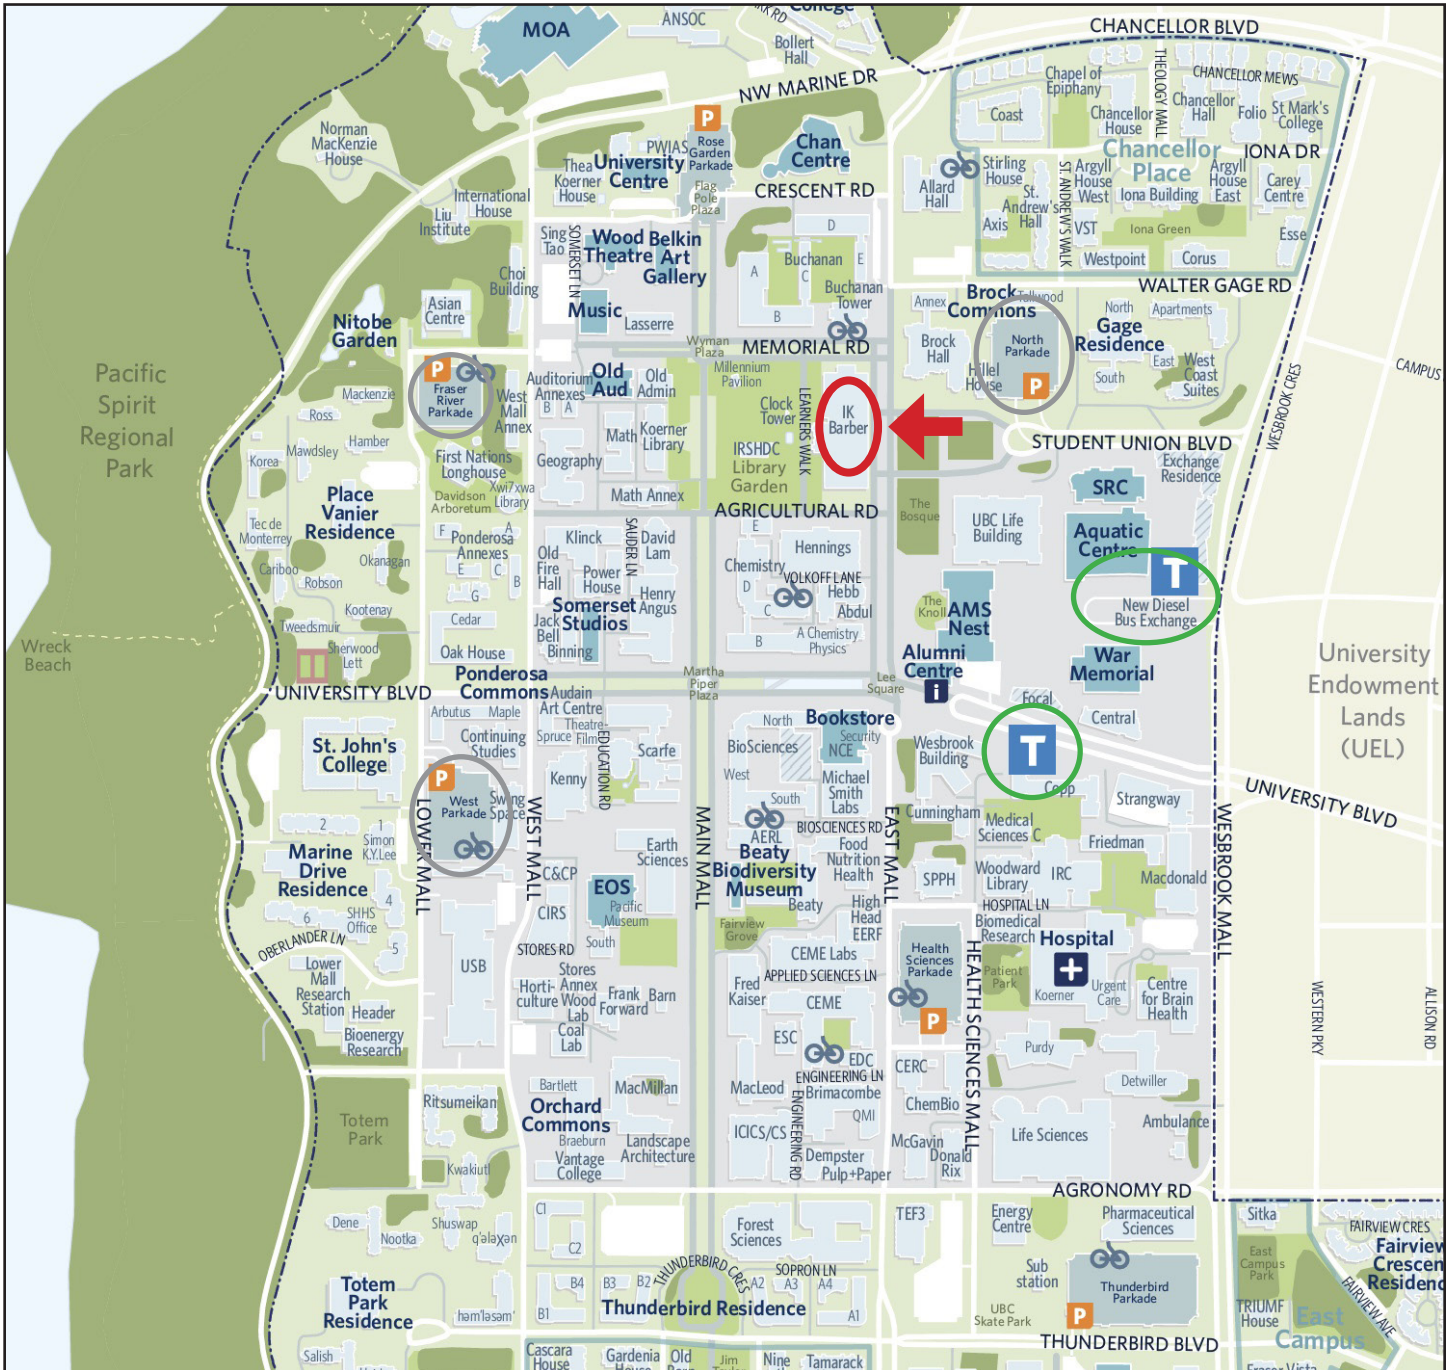 MOA
ANSOC
College
Bollert
Hall
CHANCELLOR BLVD
NW MARINE DR
Chapel of
Epiphany
THEOLOGY MALL
CHANCELLOR MEWS
Coast
Chancellor
House
Chancellor
Hall
Folio
St Mark's
College
Norman
MacKenzie
House
P
Rose
Garden
Parkade
PWIAS
Thea
Koerner
House
University
Centre
Chan
Centre
Chancellor
Place
IONA DR
Allard
Hall
Stirling
House
St.
Andrew's
Hall
ST. ANDREW'S WALK
Argyll
House
West
Iona Building
Argyll
House
East
Carey
Centre
International
House
Liu
Institute
Flag
Pole
Plaza
CRESCENT RD
Axis
VST
Iona Green
Esse
Westpoint
Corus
Sing
Tao
SOMERSET LN
Wood
Theatre
Belkin
Art
Gallery
D
Buchanan
A
C
E
B
Buchanan
Tower
Choi
Building
Asian
Centre
Music
Lasserre
WALTER GAGE RD
Annex
Brock
Commons
Tallwood
North
Apartments
Gage
Residence
East
South
West
Coast
Suites
Brock
Hall
North
Parkade
P
Hillel
House
Nitobe
Garden
Wyman
Plaza
MEMORIAL RD
Pacific
Spirit
Regional
Park
P
Fraser
River
Parkade
West
Mall
Annex
Auditorium
Annexes
B
A
Old
Aud
Old
Admin
Millennium
Pavilion
Clock
Tower
LEARNERS WALK
IK
Barber
WESBROOK CRES
CAMPUS
Mackenzie
Ross
Hamber
Mawdsley
Korea
Math
Koerner
Library
IRSHDC
Library
Garden
STUDENT UNION BLVD
Exchange
Residence
First Nations
Longhouse
Xwi7xwa
Library
Davidson
Arboretum
Geography
Math Annex
SRC
Place
Vanier
Residence
AGRICULTURAL RD
The
Bosque
UBC Life
Building
Aquatic
Centre
T
New Diesel
Bus Exchange
Tec de
Monterrey
Cariboo
Robson
Okanagan
Kootenay
Tweedsmuir
Sherwood
Lett
F
A
Ponderosa
Annexes
E
C
B
G
Cedar
Oak House
Klinck
SAUDER LN
David
Lam
Old
Fire
Hall
Power
House
Henry
Angus
Somerset
Studios
Jack
Bell
Binning
E
Hennings
Chemistry
VOLKOFF LANE
D
C
Hebb
Abdul
B
A Chemistry
Physics
The
Knoll
AMS
Nest
Alumni
Centre
i
War
Memorial
Wreck
Beach
University
Endowment
Lands
(UEL)
UNIVERSITY BLVD
Ponderosa
Commons
Arbutus
Maple
Audain
Art Centre
Martha
Piper
Plaza
Lee
Square
Focal
Central
St. John's
College
Continuing
Studies
Spruce
Theatre-
Film
EDUCATION RD
Scarfe
Kenny
North
BioSciences
West
South
Bookstore
Security
NCE
Michael
Smith
Labs
Wesbrook
Building
T
Copp
UNIVERSITY BLVD
P
West
Parkade
Swing
Space
LOWER MALL
WEST MALL
MAIN MALL
EAST MALL
WESBROOK MALL
AERL
BIOSCIENCES RD
Cunningham
Medical
Sciences C
Strangway
Friedman
2
1
Simon
K.Y.Lee
Marine
Drive
Residence
4
6
SHHS
Office
5
OBERLANDER LN
Earth
Sciences
Beaty
Biodiversity
Museum
Beaty
Food
Nutrition
Health
SPPH
Woodward
Library
IRC
Macdonald
C&CP
CIRS
EOS
Pacific
Museum
South
Fairview
Grove
High
Head
EERF
HOSPITAL LN
Biomedical
Research
Hospital
Koerner
Urgent
Care
Patient
Park
Centre
for Brain
Health
Health
Sciences
Parkade
P
HEALTH SCIENCES MALL
USB
STORES RD
Horti-
culture
Stores
Annex
Wood
Lab
Coal
Lab
Frank
Forward
Barn
CEME Labs
APPLIED SCIENCES LN
Fred
Kaiser
CEME
ESC
EDC
ENGINEERING LN
Lower
Mall
Research
Station
Header
Bioenergy
Research
Purdy
Detwiller
WESTERN PKY
ALLISON RD
CERC
ChemBio
Bartlett
MacMillan
MacLeod
ENGINEERING RD
Brimacombe
QMI
Orchard
Commons
Braeburn
Vantage
College
Landscape
Architecture
ICICS/CS
Dempster
Pulp+Paper
McGavin
Donald
Rix
Life Sciences
Ambulance
Totem
Park
Ritsumeikan
Kwakiutl
AGRONOMY RD
Dene
Nootka
Shuswap
q'ələχən
C1
C2
Forest
Sciences
TEF3
Energy
Centre
Pharmaceutical
Sciences
Sitka
FAIRVIEW CRES
Fairview
Crescent
Residence
FAIRVIEW AVE
East
Campus
Park
Totem
Park
Residence
həm'ləsəm'
B4
B3
B2
B1
THUNDERBIRD CRES
SOPRON LN
A2
A3
A4
A1
Thunderbird Residence
Sub
station
UBC
Skate Park
Thunderbird
Parkade
P
TRIUMF
House
East
Campus
THUNDERBIRD BLVD
Salish
Cascara
House
Gardenia
Old
Jim
Nine
Tamarack